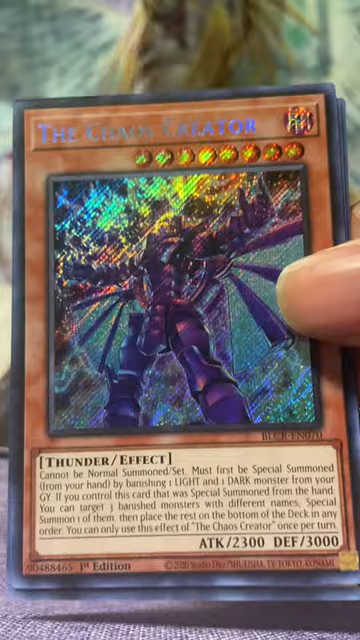 The Chaos Creator
BLCR-EN070
[Thunder/Effect]
Cannot be Normal Summoned/Set. Must first be Special Summoned
(from your hand) by banishing 1 LIGHT and 1 DARK monster from your
GY. If you control this card that was Special Summoned from the hand:
You can target 3 banished monsters with different names; Special
Summon 1 of them, then place the rest on the bottom of the Deck in any
order. You can only use this effect of "The Chaos Creator" once per turn.
ATK/2300 DEF/3000
90488465 1st Edition
©2020 Studio Dice/SHUEISHA, TV TOKYO, KONAMI